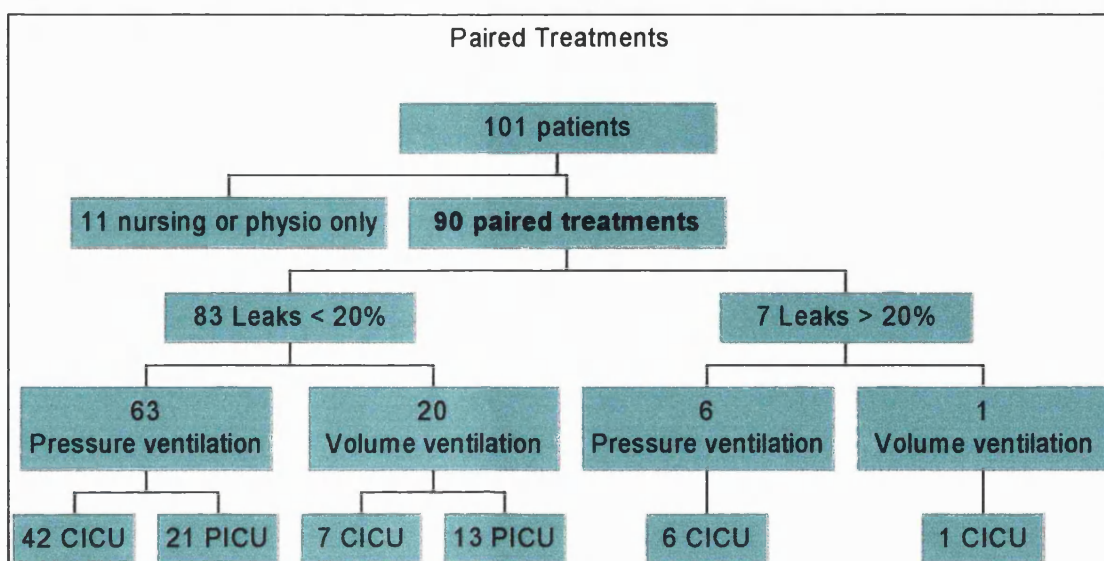 Paired Treatments
101 patients
11 nursing or physio only
90 paired treatments
83 Leaks < 20%
7 Leaks > 20%
63
Pressure ventilation
20
Volume ventilation
6
Pressure ventilation
1
Volume ventilation
42 CICU
21 PICU
7 CICU
13 PICU
6 CICU
1 CICU